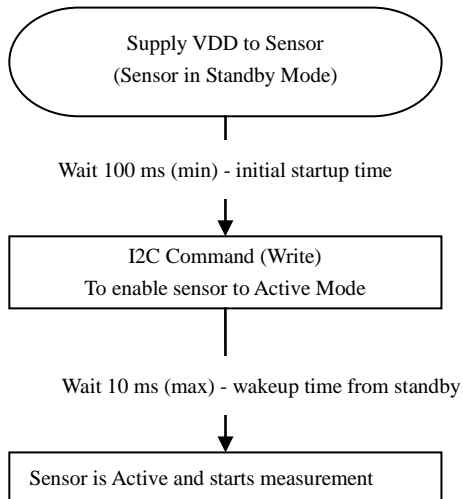 Supply VDD to Sensor
(Sensor in Standby Mode)
Wait 100 ms (min) - initial startup time
I2C Command (Write)
To enable sensor to Active Mode
Wait 10 ms (max) - wakeup time from standby
Sensor is Active and starts measurement